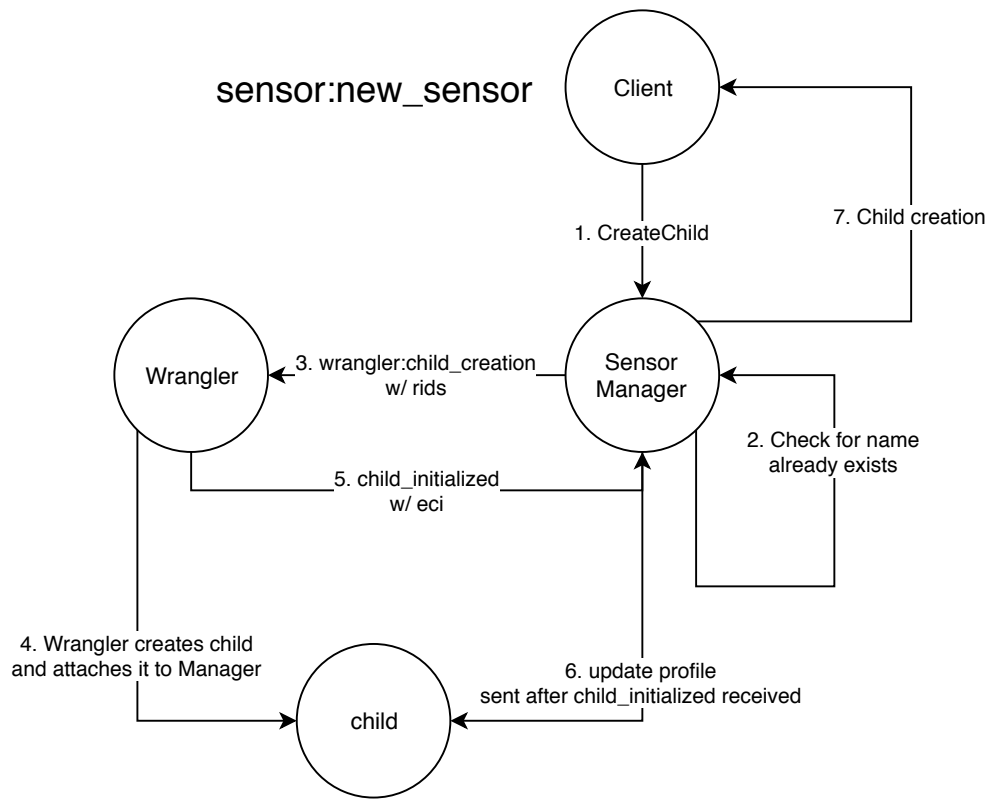 sensor:new_sensor
Client
7. Child creation
1. CreateChild
Wrangler
3. wrangler:child_creation
w/ rids
Sensor
Manager
2. Check for name
already exists
5. child_initialized
w/ eci
4. Wrangler creates child
and attaches it to Manager
child
6. update profile
sent after child_initialized received